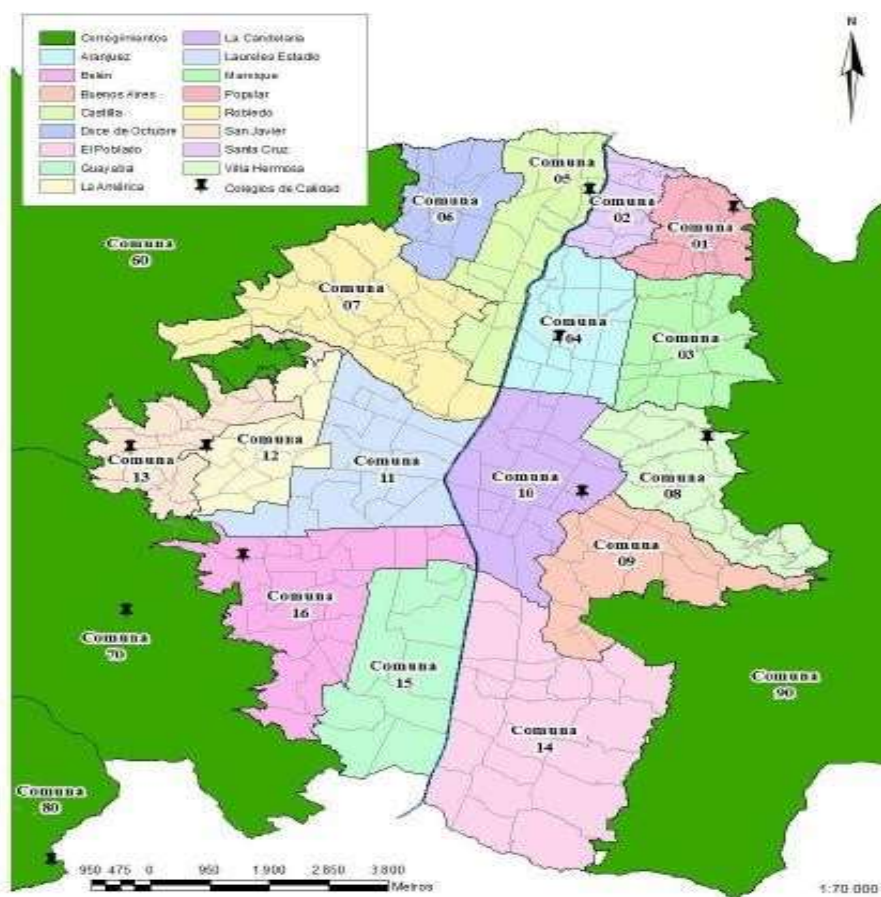 N
Corregimientos
Aranjuez
Belén
Buenos Aires
Castilla
Doce de Octubre
El Poblado
Guayabal
La América
La Candelaria
Laureles Estadio
Manrique
Popular
Robledo
San Javier
Santa Cruz
Villa Hermosa
Colegios de Calidad
Comuna
05
Comuna
06
Comuna
02
Comuna
01
Comuna
60
Comuna
07
Comuna
04
Comuna
03
Comuna
12
Comuna
13
Comuna
11
Comuna
10
Comuna
08
Comuna
09
Comuna
16
Comuna
70
Comuna
15
Comuna
14
Comuna
90
Comuna
80
950 475 0 950 1.900 2.850 3.800
Metros
1:70.000